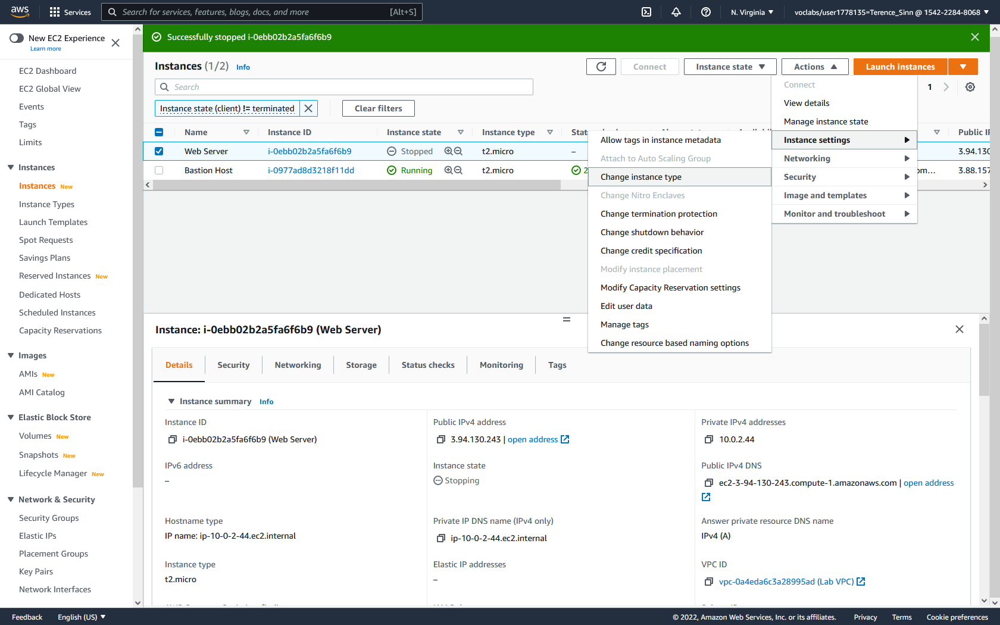 aws
Services
Search for services, features, blogs, docs, and more [Alt+S]
N. Virginia
voclabs/user1778135=Terence_Sinn @ 1542-2284-8068
New EC2 Experience
Learn more
EC2 Dashboard
EC2 Global View
Events
Tags
Limits
Instances
Instances New
Instance Types
Launch Templates
Spot Requests
Savings Plans
Reserved Instances New
Dedicated Hosts
Scheduled Instances
Capacity Reservations
Images
AMIs New
AMI Catalog
Elastic Block Store
Volumes New
Snapshots New
Lifecycle Manager New
Network & Security
Security Groups
Elastic IPs
Placement Groups
Key Pairs
Network Interfaces
Successfully stopped i-0ebb02b2a5fa6f6b9
Instances (1/2) Info
Connect
Instance state
Actions
Launch instances
Search
1
Instance state (client) != terminated
Clear filters
Name Instance ID Instance state Instance type Stat Public IP
Web Server i-0ebb02b2a5fa6f6b9 Stopped t2.micro – 3.94.130
Bastion Host i-0977ad8d3218f11dd Running t2.micro 2 om... 3.88.157
Connect
View details
Manage instance state
Instance settings
Networking
Security
Image and templates
Monitor and troubleshoot
Allow tags in instance metadata
Attach to Auto Scaling Group
Change instance type
Change Nitro Enclaves
Change termination protection
Change shutdown behavior
Change credit specification
Modify instance placement
Modify Capacity Reservation settings
Edit user data
Manage tags
Change resource based naming options
Instance: i-0ebb02b2a5fa6f6b9 (Web Server)
Details Security Networking Storage Status checks Monitoring Tags
Instance summary Info
Instance ID
i-0ebb02b2a5fa6f6b9 (Web Server)
Public IPv4 address
3.94.130.243 | open address
Private IPv4 addresses
10.0.2.44
IPv6 address
–
Instance state
Stopping
Public IPv4 DNS
ec2-3-94-130-243.compute-1.amazonaws.com | open address
Hostname type
IP name: ip-10-0-2-44.ec2.internal
Private IP DNS name (IPv4 only)
ip-10-0-2-44.ec2.internal
Answer private resource DNS name
IPv4 (A)
Instance type
t2.micro
Elastic IP addresses
–
VPC ID
vpc-0a4eda6c3a28995ad (Lab VPC)
Feedback English (US)
© 2022, Amazon Web Services, Inc. or its affiliates. Privacy Terms Cookie preferences